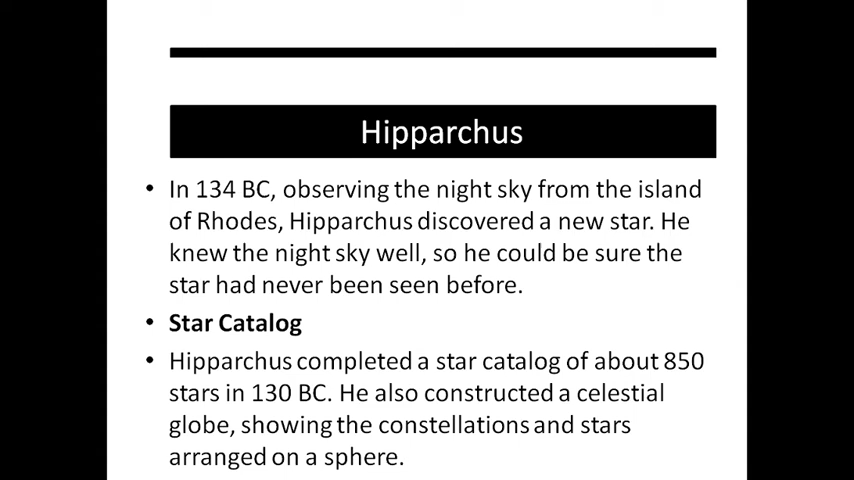 Hipparchus
• In 134 BC, observing the night sky from the island
of Rhodes, Hipparchus discovered a new star. He
knew the night sky well, so he could be sure the
star had never been seen before.
• Star Catalog
• Hipparchus completed a star catalog of about 850
stars in 130 BC. He also constructed a celestial
globe, showing the constellations and stars
arranged on a sphere.